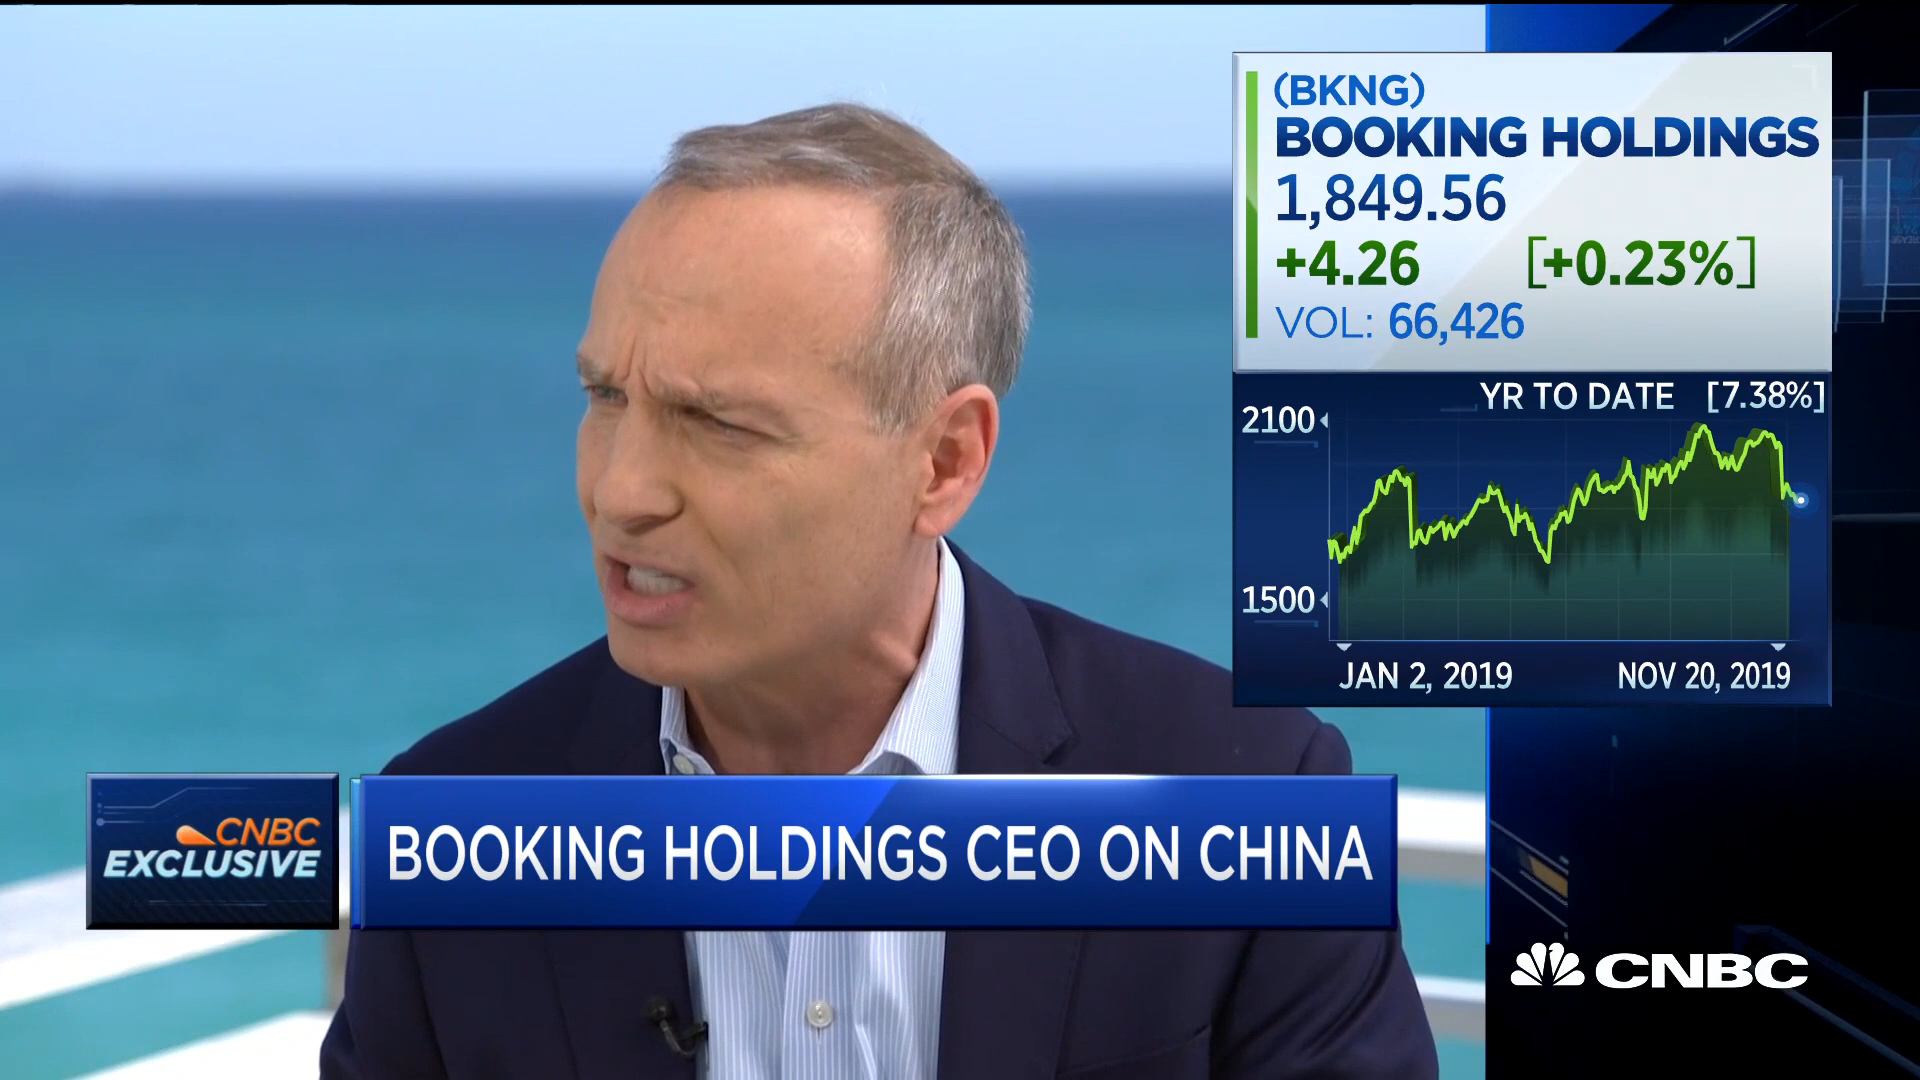 (BKNG)
BOOKING HOLDINGS
1,849.56
+4.26 [+0.23%]
VOL: 66,426
YR TO DATE [7.38%]
2100
1500
JAN 2, 2019 NOV 20, 2019
CNBC
EXCLUSIVE
BOOKING HOLDINGS CEO ON CHINA
CNBC